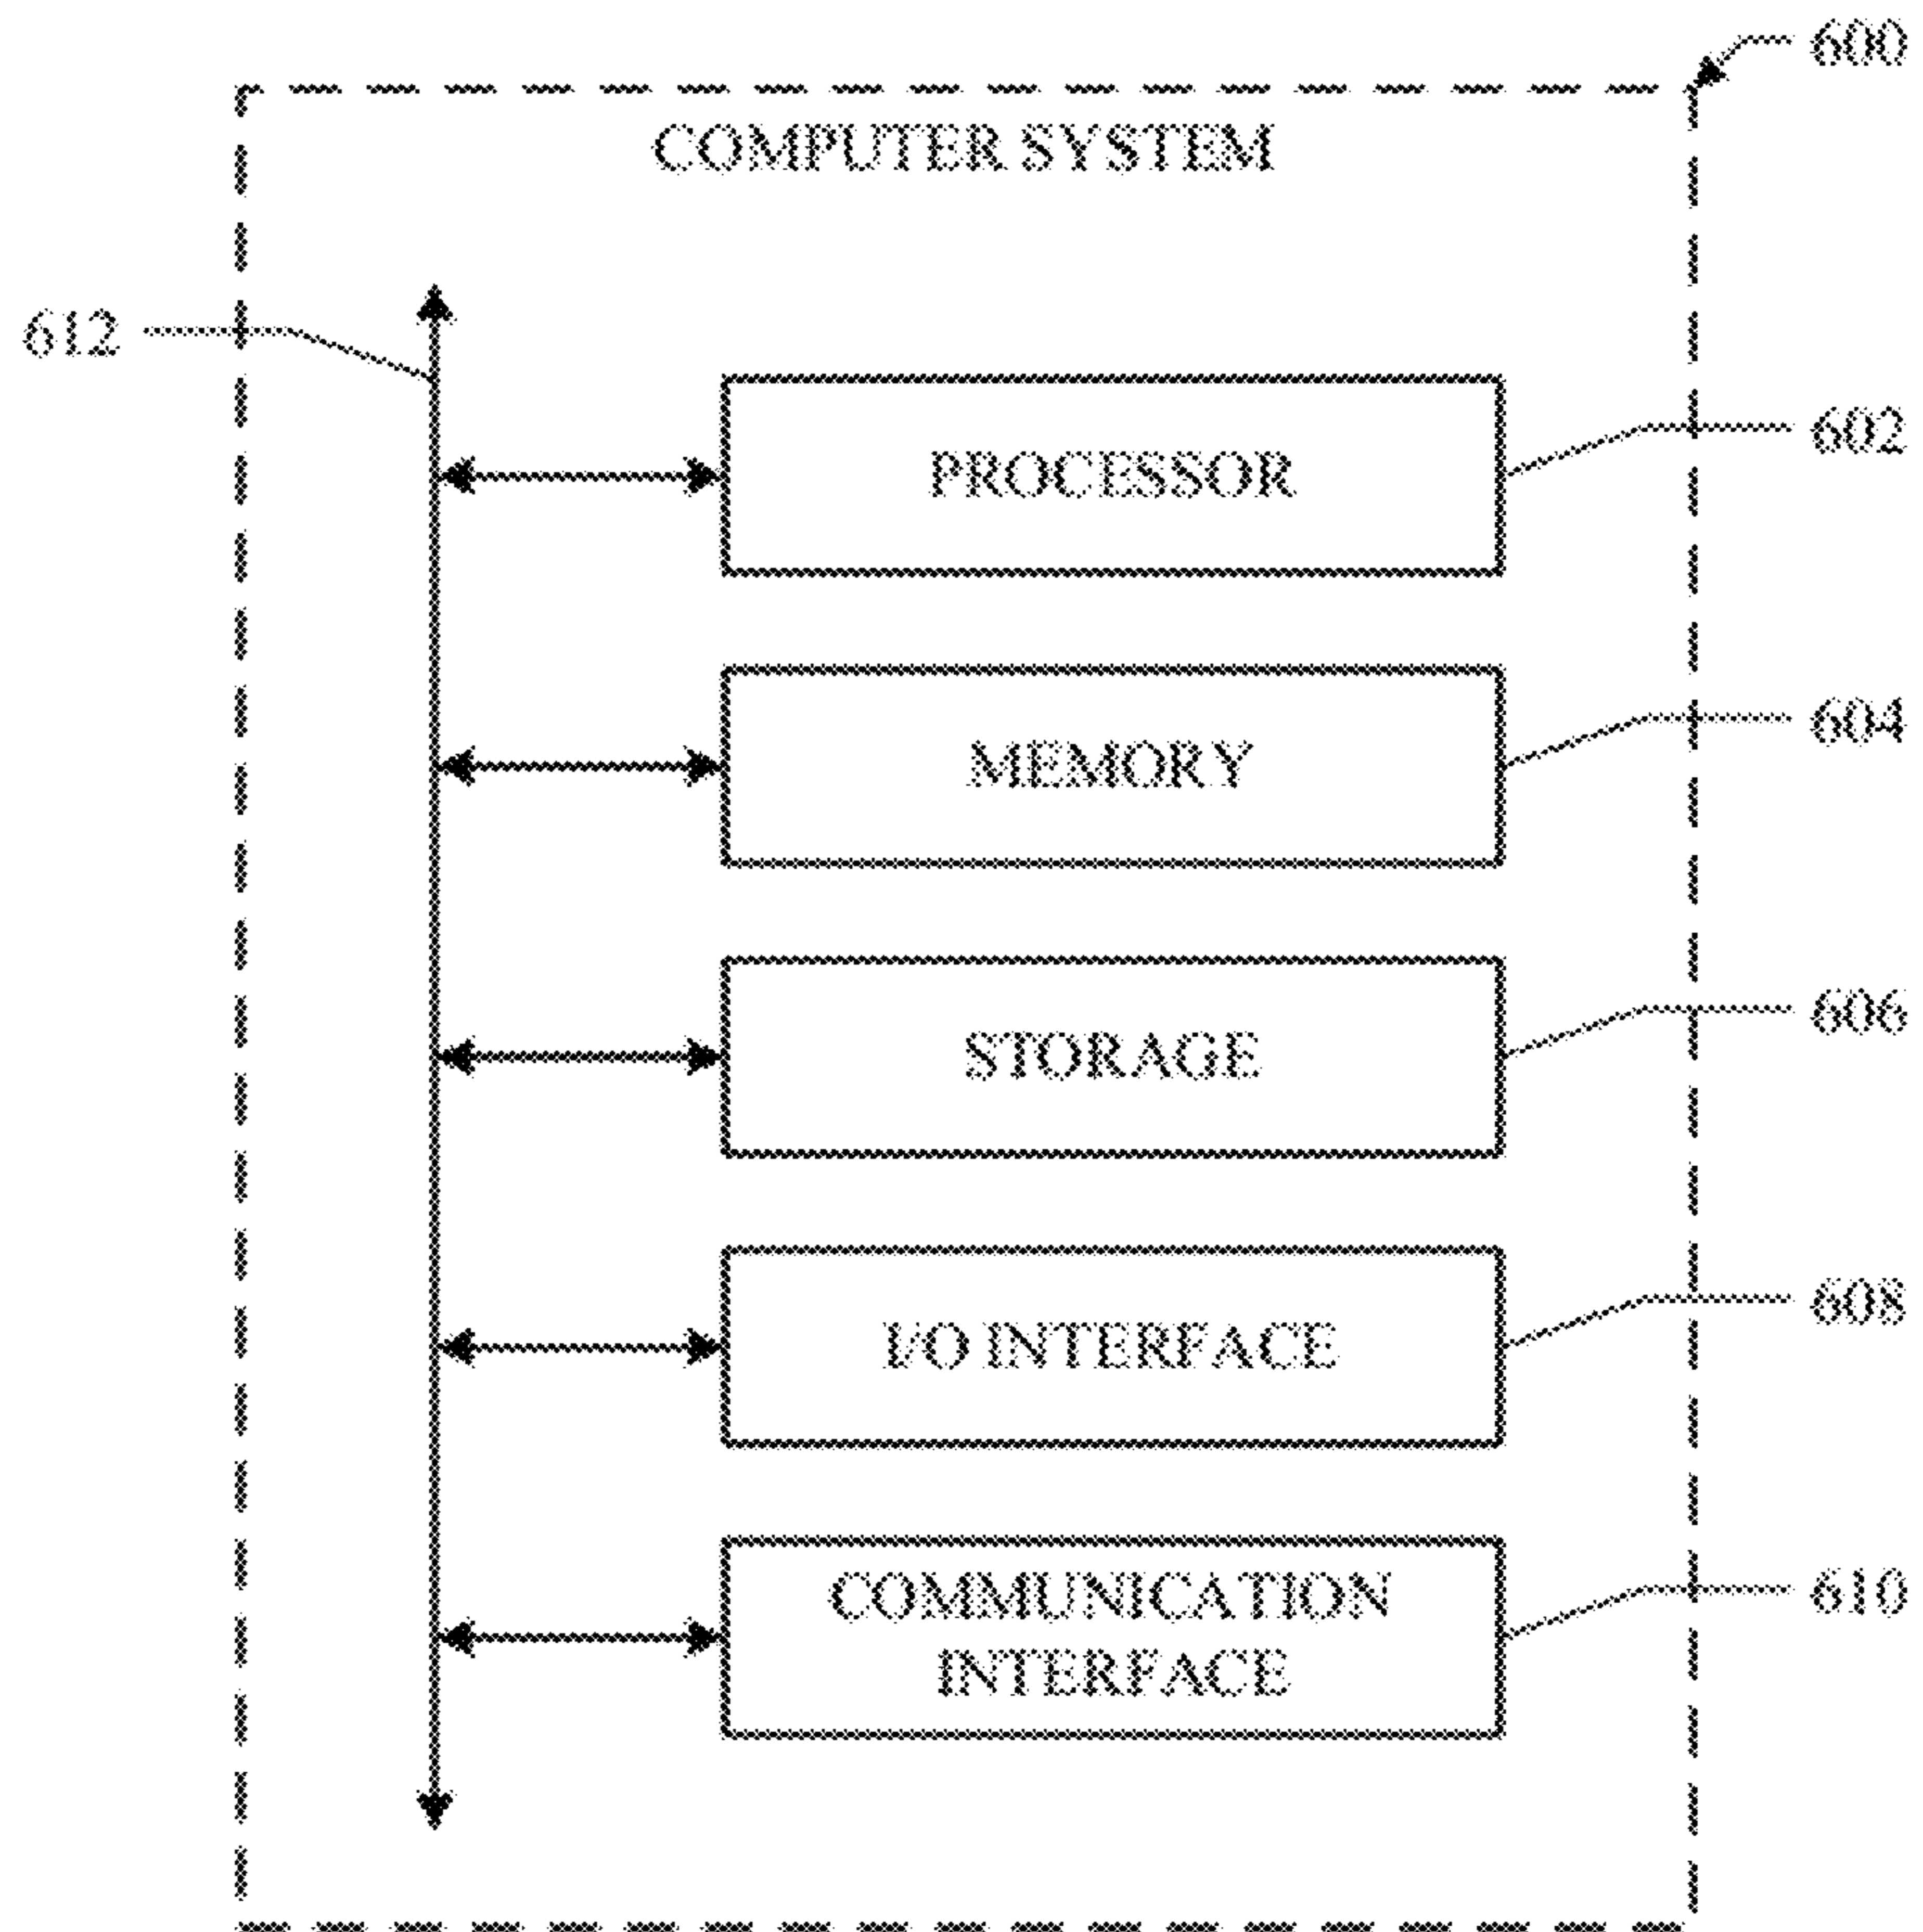 600
COMPUTER SYSTEM
612
PROCESSOR
602
MEMORY
604
STORAGE
606
I/O INTERFACE
608
COMMUNICATION
INTERFACE
610